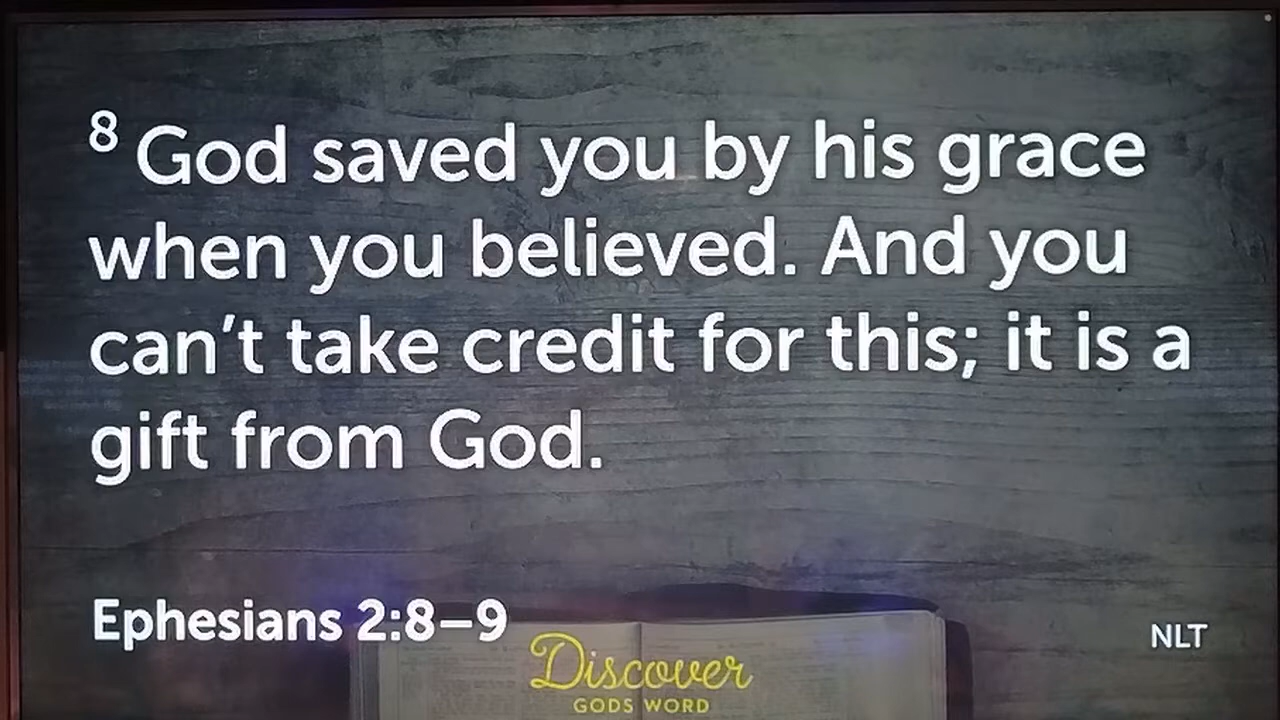 8 God saved you by his grace
when you believed. And you
can't take credit for this; it is a
gift from God.
Ephesians 2:8–9
NLT
Discover
GODS WORD